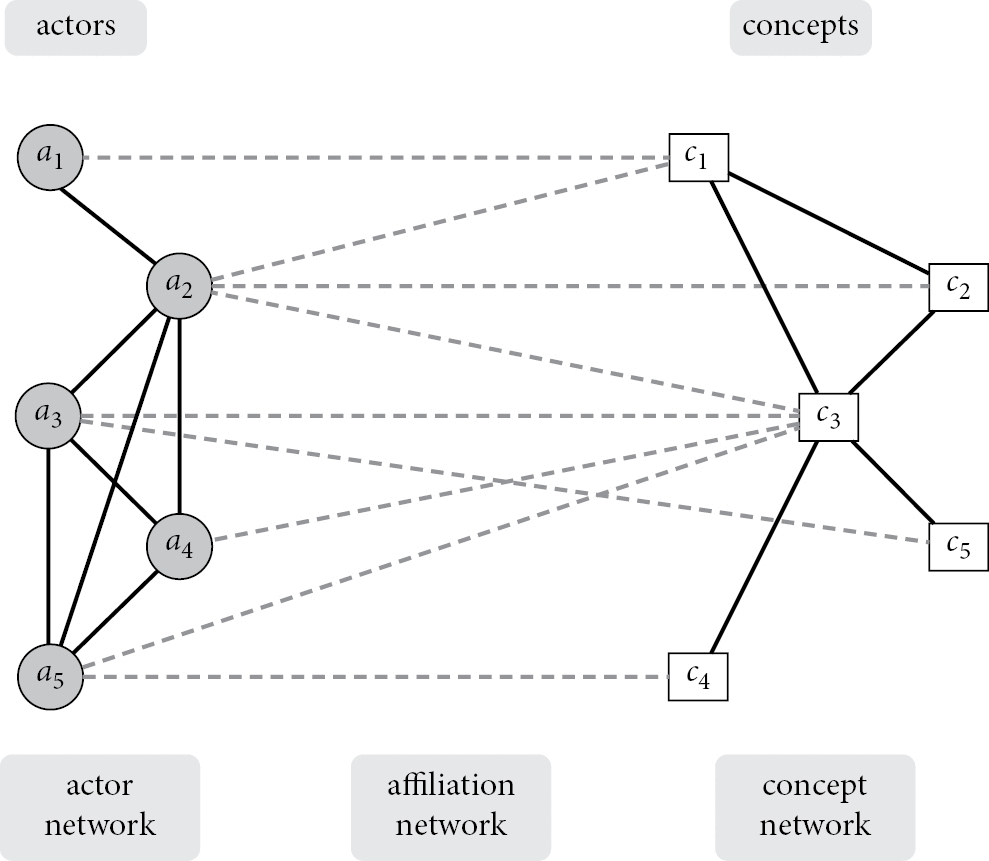 actors
concepts
a1
c1
a2
c2
a3
c3
a4
c5
a5
c4
actor
network
affiliation
network
concept
network